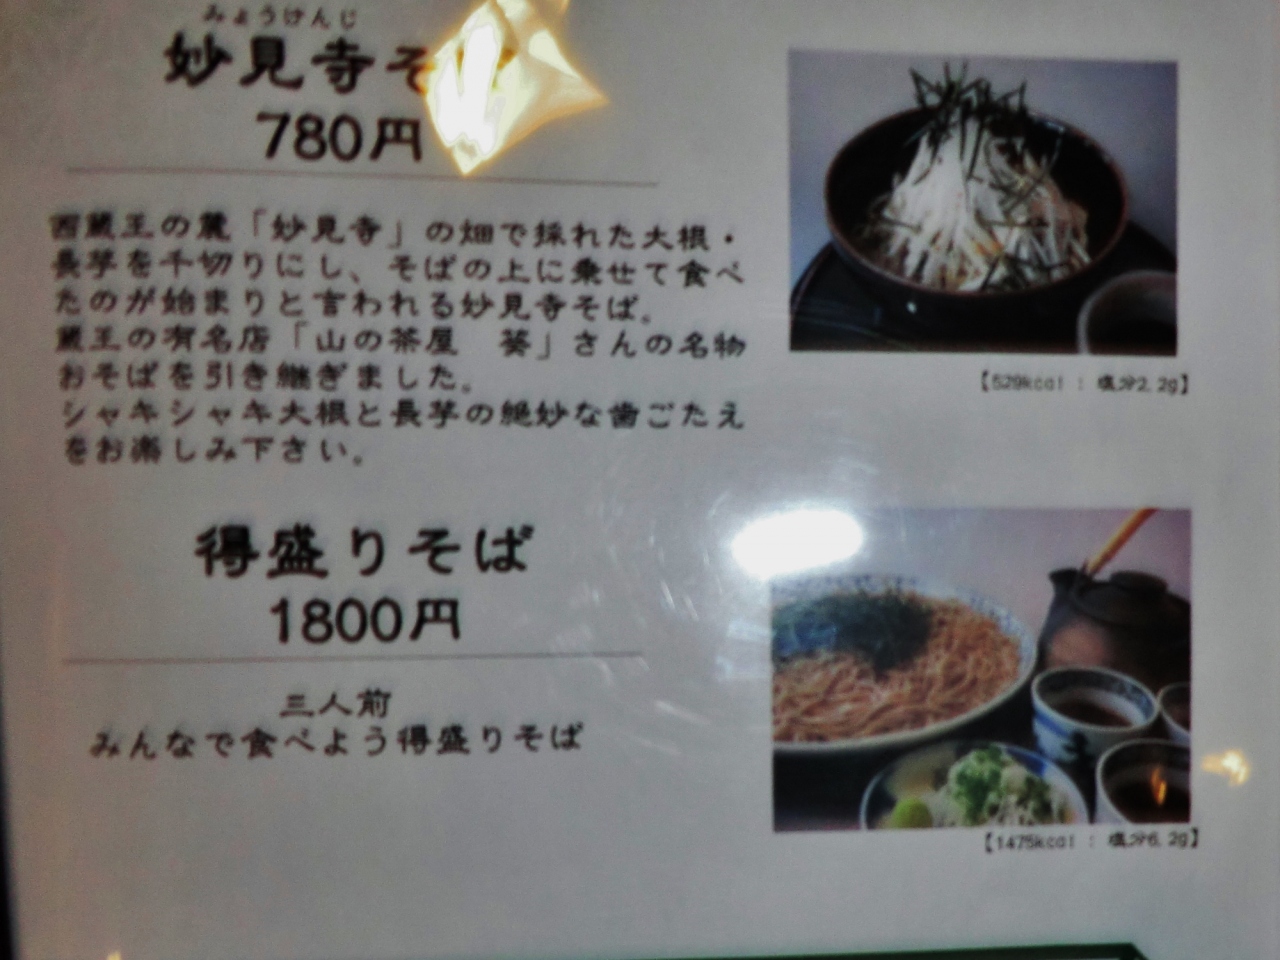 みょうけんじ
妙見寺そ
780円
西蔵王の麓「妙見寺」の畑で採れた大根・
長芋を千切りにし、そばの上に乗せて食べ
たのが始まりと言われる妙見寺そば。
蔵王の有名店「山の茶屋　葵」さんの名物
おそばを引き継ぎました。
シャキシャキ大根と長芋の絶妙な歯ごたえ
をお楽しみ下さい。
【529kcal : 塩分2.2g】
得盛りそば
1800円
三人前
みんなで食べよう得盛りそば
【1475kcal : 塩分6.2g】